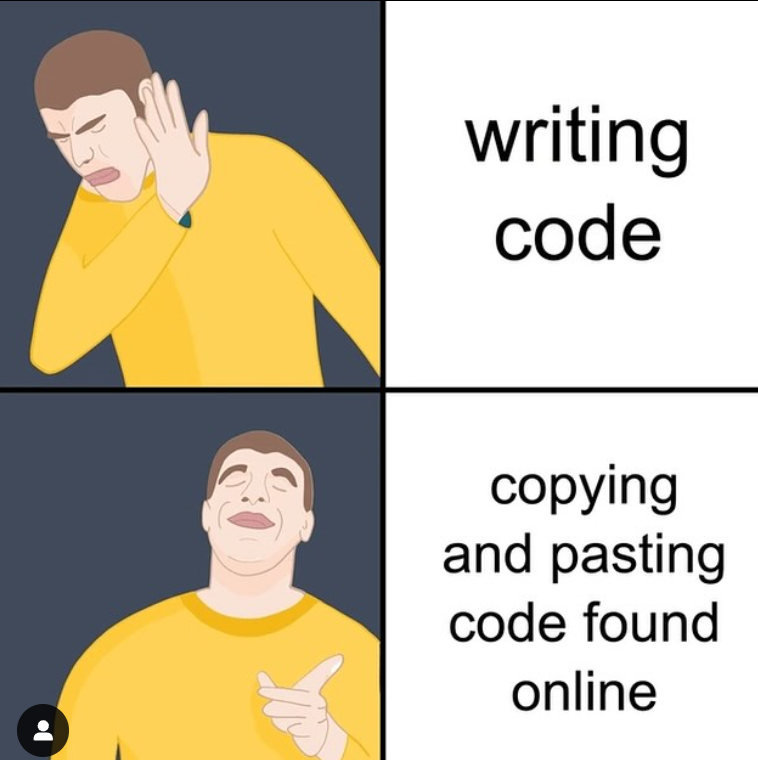 writing
code
copying
and pasting
code found
online